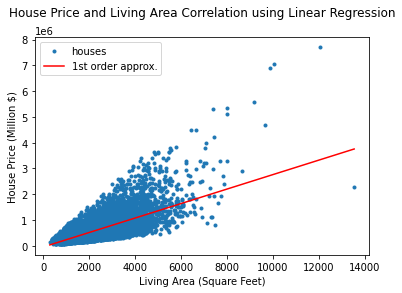 House Price and Living Area Correlation using Linear Regression
1e6
8
7
6
5
4
3
2
1
0
House Price (Million $)
houses
1st order approx.
0 2000 4000 6000 8000 10000 12000 14000
Living Area (Square Feet)